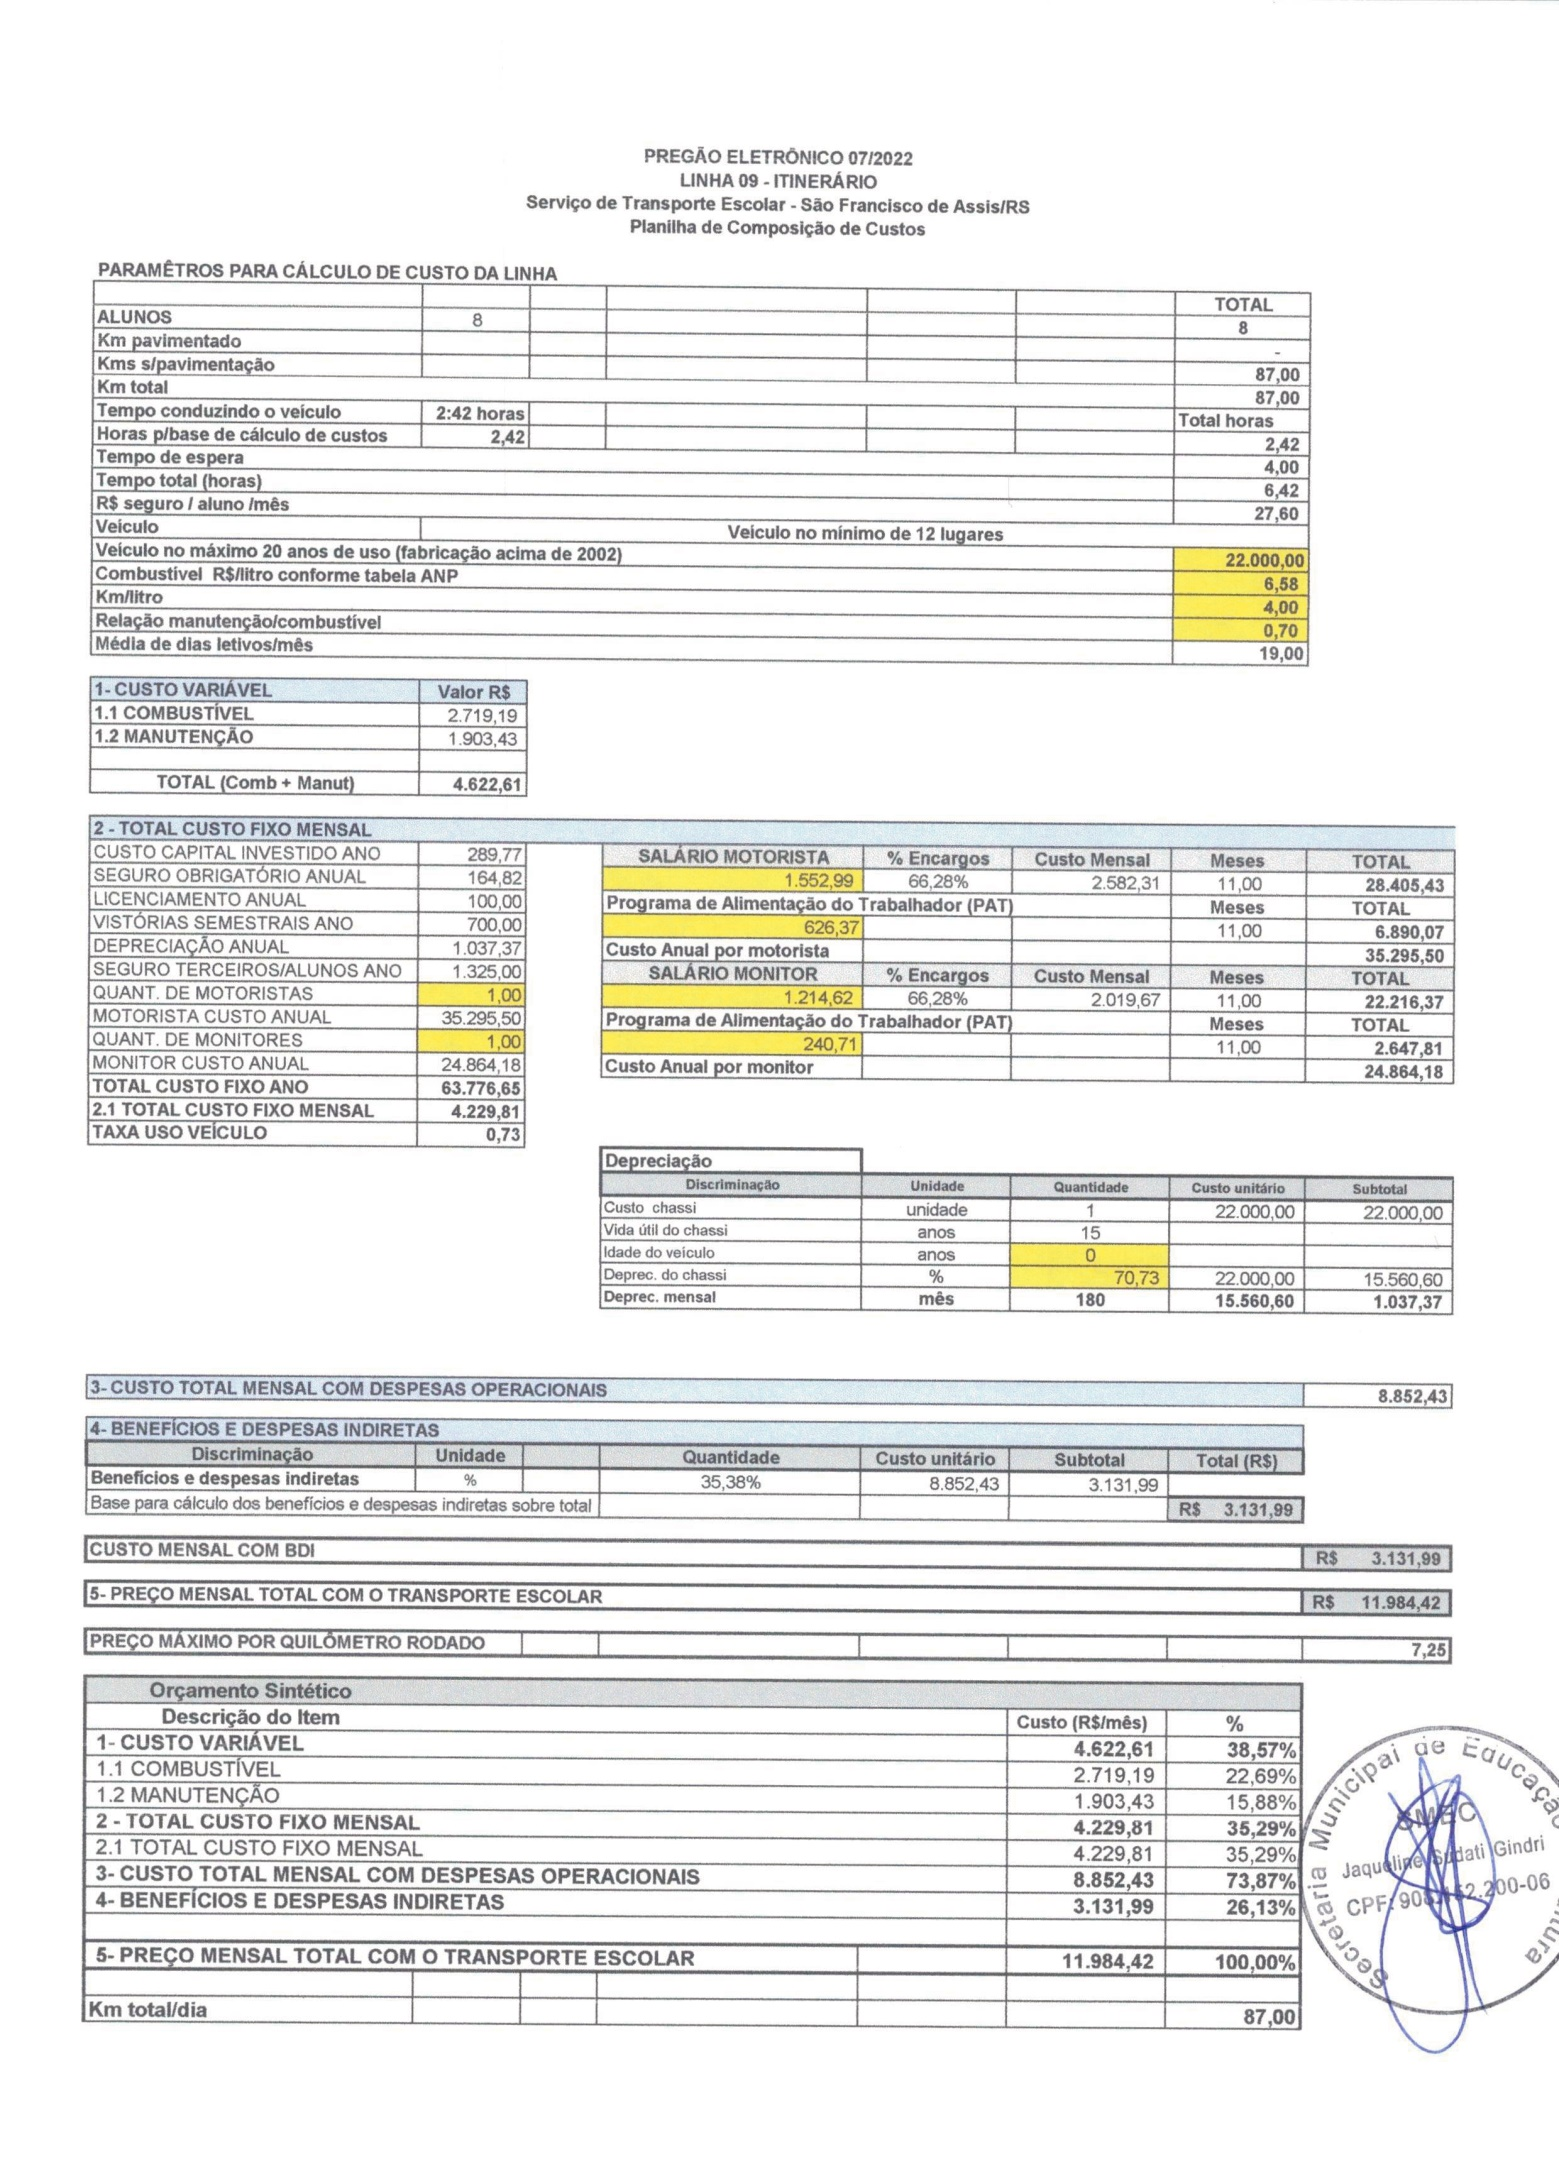 PREGÃO ELETRÔNICO 07/2022
LINHA 09 - ITINERÁRIO
Serviço de Transporte Escolar - São Francisco de Assis/RS
Planilha de Composição de Custos
PARAMÊTROS PARA CÁLCULO DE CUSTO DA LINHA
TOTAL
ALUNOS 8 8
Km pavimentado -
Kms s/pavimentação 87,00
Km total 87,00
Tempo conduzindo o veículo 2:42 horas Total horas
Horas p/base de cálculo de custos 2,42 2,42
Tempo de espera 4,00
Tempo total (horas) 6,42
R$ seguro / aluno /mês 27,60
Veículo Veículo no mínimo de 12 lugares
Veículo no máximo 20 anos de uso (fabricação acima de 2002) 22.000,00
Combustível R$/litro conforme tabela ANP 6,58
Km/litro 4,00
Relação manutenção/combustível 0,70
Média de dias letivos/mês 19,00
1- CUSTO VARIÁVEL Valor R$
1.1 COMBUSTÍVEL 2.719,19
1.2 MANUTENÇÃO 1.903,43
TOTAL (Comb + Manut) 4.622,61
2 - TOTAL CUSTO FIXO MENSAL
CUSTO CAPITAL INVESTIDO ANO 289,77
SEGURO OBRIGATÓRIO ANUAL 164,82
LICENCIAMENTO ANUAL 100,00
VISTÓRIAS SEMESTRAIS ANO 700,00
DEPRECIAÇÃO ANUAL 1.037,37
SEGURO TERCEIROS/ALUNOS ANO 1.325,00
QUANT. DE MOTORISTAS 1,00
MOTORISTA CUSTO ANUAL 35.295,50
QUANT. DE MONITORES 1,00
MONITOR CUSTO ANUAL 24.864,18
TOTAL CUSTO FIXO ANO 63.776,65
2.1 TOTAL CUSTO FIXO MENSAL 4.229,81
TAXA USO VEÍCULO 0,73
SALÁRIO MOTORISTA % Encargos Custo Mensal Meses TOTAL
1.552,99 66,28% 2.582,31 11,00 28.405,43
Programa de Alimentação do Trabalhador (PAT) Meses TOTAL
626,37 11,00 6.890,07
Custo Anual por motorista 35.295,50
SALÁRIO MONITOR % Encargos Custo Mensal Meses TOTAL
1.214,62 66,28% 2.019,67 11,00 22.216,37
Programa de Alimentação do Trabalhador (PAT) Meses TOTAL
240,71 11,00 2.647,81
Custo Anual por monitor 24.864,18
Depreciação
Discriminação Unidade Quantidade Custo unitário Subtotal
Custo chassi unidade 1 22.000,00 22.000,00
Vida útil do chassi anos 15
Idade do veículo anos 0
Deprec. do chassi % 70,73 22.000,00 15.560,60
Deprec. mensal mês 180 15.560,60 1.037,37
3- CUSTO TOTAL MENSAL COM DESPESAS OPERACIONAIS 8.852,43
4- BENEFÍCIOS E DESPESAS INDIRETAS
Discriminação Unidade Quantidade Custo unitário Subtotal Total (R$)
Benefícios e despesas indiretas % 35,38% 8.852,43 3.131,99
Base para cálculo dos benefícios e despesas indiretas sobre total R$ 3.131,99
CUSTO MENSAL COM BDI R$ 3.131,99
5- PREÇO MENSAL TOTAL COM O TRANSPORTE ESCOLAR R$ 11.984,42
PREÇO MÁXIMO POR QUILÔMETRO RODADO 7,25
Orçamento Sintético
Descrição do Item Custo (R$/mês) %
1- CUSTO VARIÁVEL 4.622,61 38,57%
1.1 COMBUSTÍVEL 2.719,19 22,69%
1.2 MANUTENÇÃO 1.903,43 15,88%
2 - TOTAL CUSTO FIXO MENSAL 4.229,81 35,29%
2.1 TOTAL CUSTO FIXO MENSAL 4.229,81 35,29%
3- CUSTO TOTAL MENSAL COM DESPESAS OPERACIONAIS 8.852,43 73,87%
4- BENEFÍCIOS E DESPESAS INDIRETAS 3.131,99 26,13%
5- PREÇO MENSAL TOTAL COM O TRANSPORTE ESCOLAR 11.984,42 100,00%
Km total/dia 87,00
Secretaria Municipal de Educação
SMEC
Jaqueline Sudati Gindri
CPF: